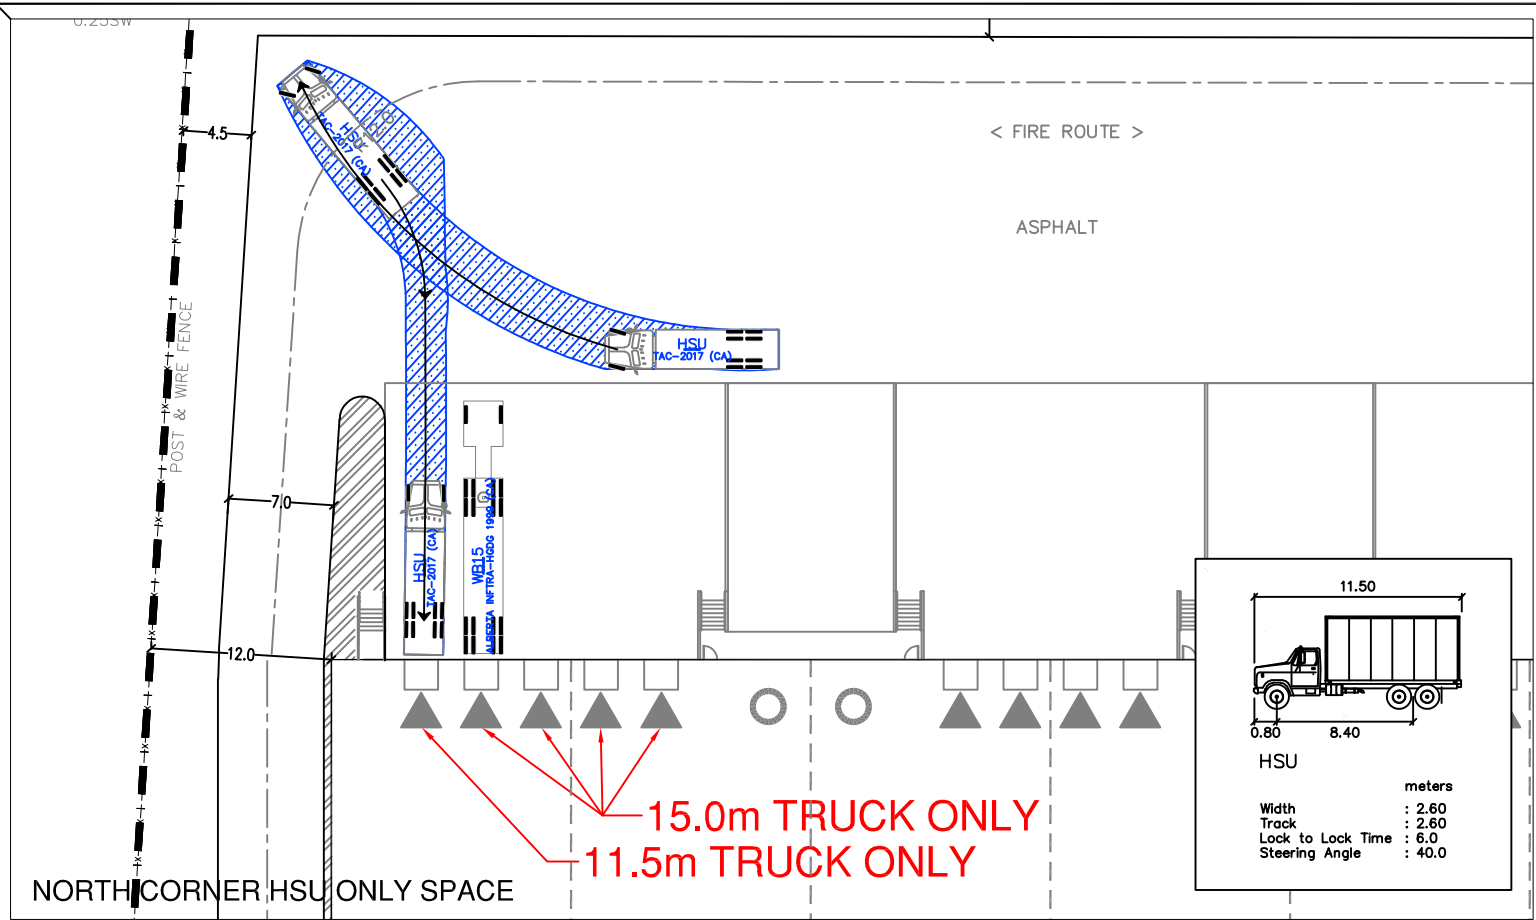 0.25SW
4.5
HSU
TAC-2017 (CA)
< FIRE ROUTE >
ASPHALT
POST & WIRE FENCE
HSU
TAC-2017 (CA)
7.0
HSU
TAC-2017 (CA)
WB15
ALBERTA INFTRA-HGDG 1999 (CA)
12.0
11.50
0.80
8.40
HSU
meters
Width : 2.60
Track : 2.60
Lock to Lock Time : 6.0
Steering Angle : 40.0
15.0m TRUCK ONLY
11.5m TRUCK ONLY
NORTH CORNER HSU ONLY SPACE